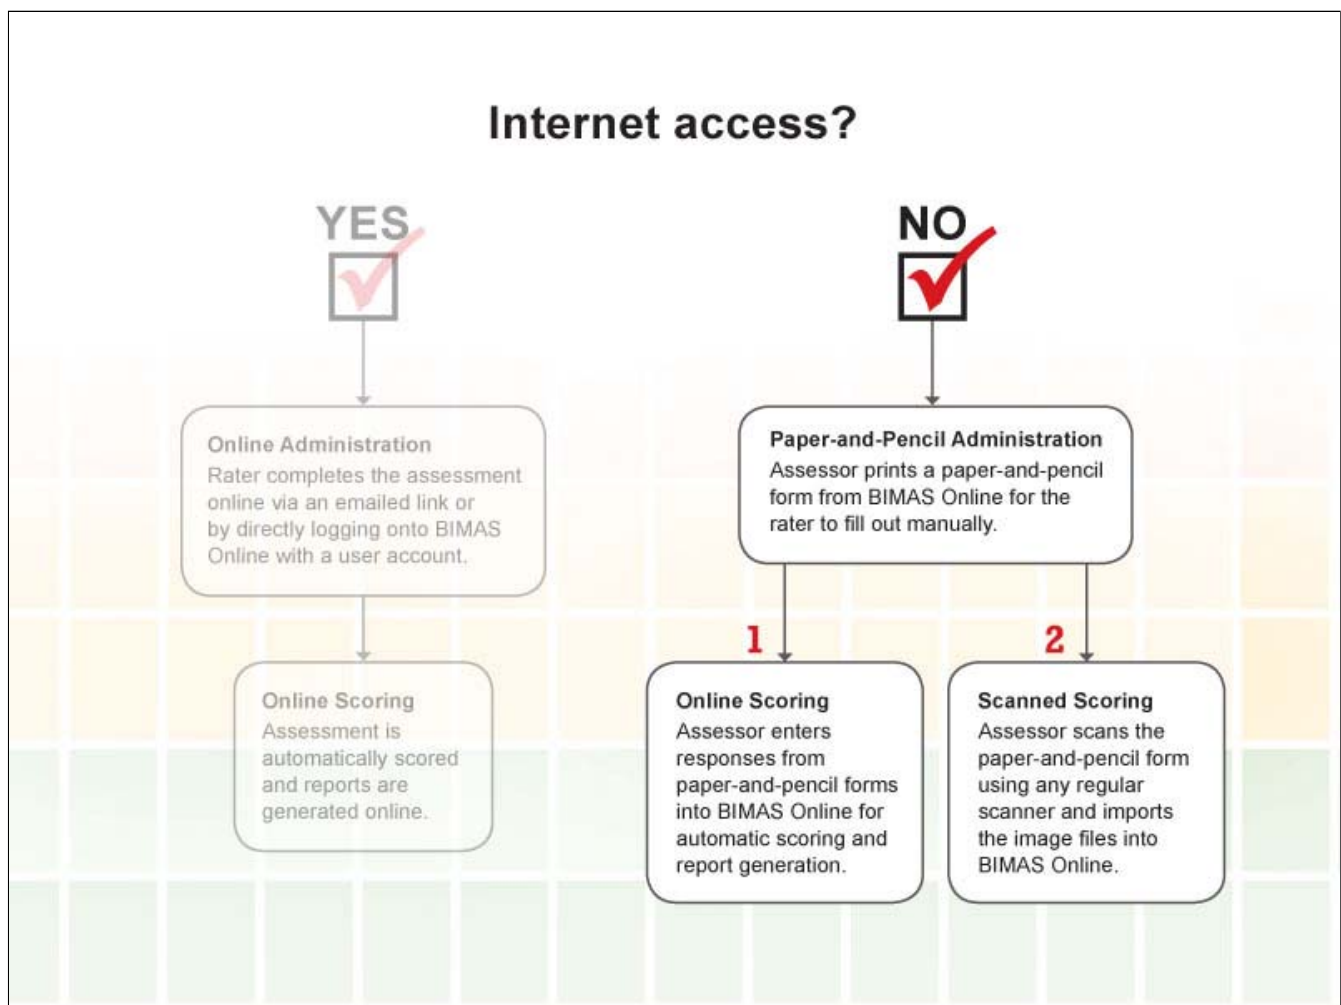 Internet access?
YES
Online Administration
Rater completes the assessment
online via an emailed link or
by directly logging onto BIMAS
Online with a user account.
Online Scoring
Assessment is
automatically scored
and reports are
generated online.
NO
Paper-and-Pencil Administration
Assessor prints a paper-and-pencil
form from BIMAS Online for the
rater to fill out manually.
1
Online Scoring
Assessor enters
responses from
paper-and-pencil forms
into BIMAS Online for
automatic scoring and
report generation.
2
Scanned Scoring
Assessor scans the
paper-and-pencil form
using any regular
scanner and imports
the image files into
BIMAS Online.